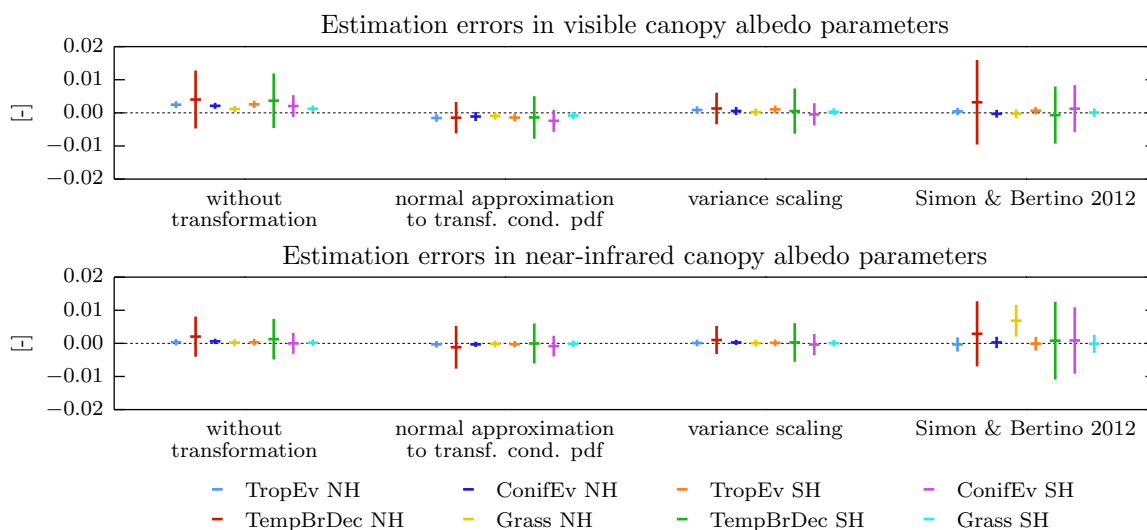 Estimation errors in visible canopy albedo parameters
0.02
0.01
0.00
−0.01
−0.02
[-]
without
transformation
normal approximation
to transf. cond. pdf
variance scaling
Simon & Bertino 2012
Estimation errors in near-infrared canopy albedo parameters
0.02
0.01
0.00
−0.01
−0.02
[-]
without
transformation
normal approximation
to transf. cond. pdf
variance scaling
Simon & Bertino 2012
TropEv NH
ConifEv NH
TropEv SH
ConifEv SH
TempBrDec NH
Grass NH
TempBrDec SH
Grass SH